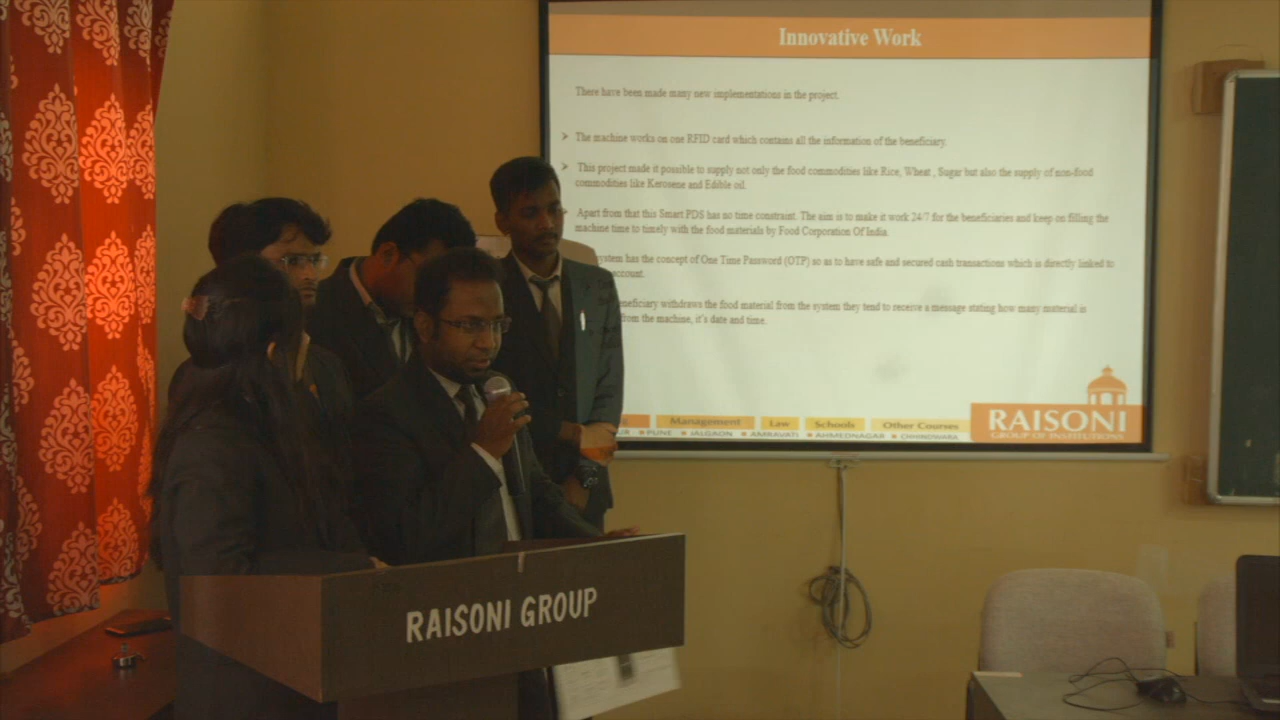 Innovative Work
There have been made many new implementations in the project.
➤ The machine works on one RFID card which contains all the information of the beneficiary.
➤ This project made it possible to supply not only the food commodities like Rice, Wheat , Sugar but also the supply of non-food
commodities like Kerosene and Edible oil.
Apart from that this Smart PDS has no time constraint. The aim is to make it work 24/7 for the beneficiaries and keep on filling the
machine time to timely with the food materials by Food Corporation Of India.
system has the concept of One Time Password (OTP) so as to have safe and secured cash transactions which is directly linked to
account.
beneficiary withdraws the food material from the system they tend to receive a message stating how many material is
from the machine, it's date and time.
Management Law Schools Other Courses
PUNE ■ JALGAON ■ AMRAVATI ■ AHMEDNAGAR ■ CHHINDWARA
RAISONI
GROUP OF INSTITUTIONS
RAISONI GROUP